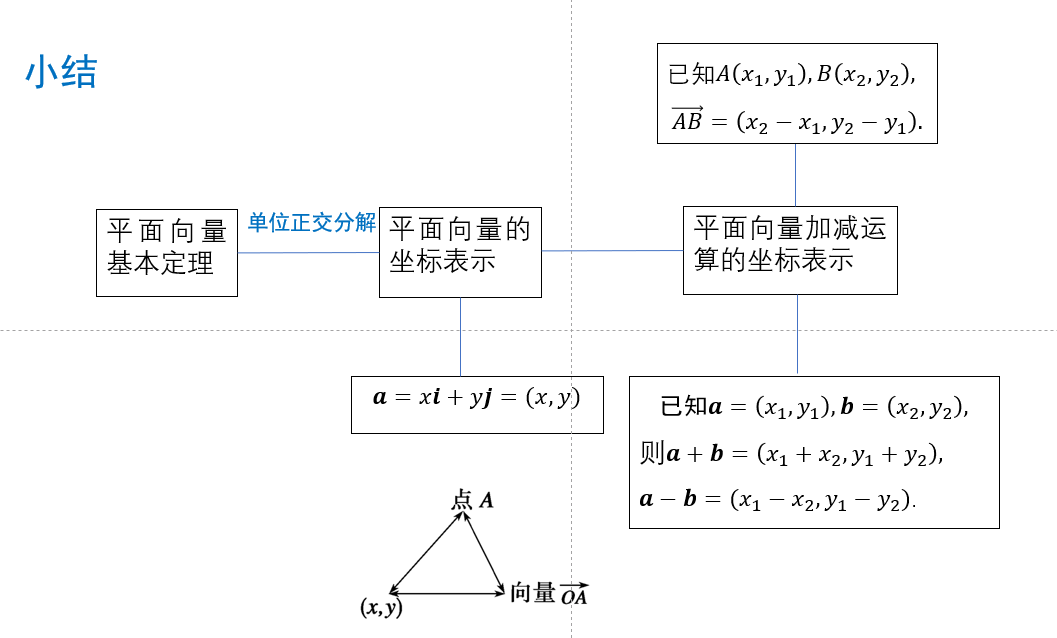 小结
已知A(x₁,y₁),B(x₂,y₂),
AB⃗ = (x₂ − x₁,y₂ − y₁).
平面向量
基本定理
单位正交分解
平面向量的
坐标表示
平面向量加减运
算的坐标表示
a = xi + yj = (x,y)
已知a = (x₁,y₁),b = (x₂,y₂),
则a + b = (x₁ + x₂,y₁ + y₂),
a − b = (x₁ − x₂,y₁ − y₂).
点 A
(x,y)
向量 OA⃗